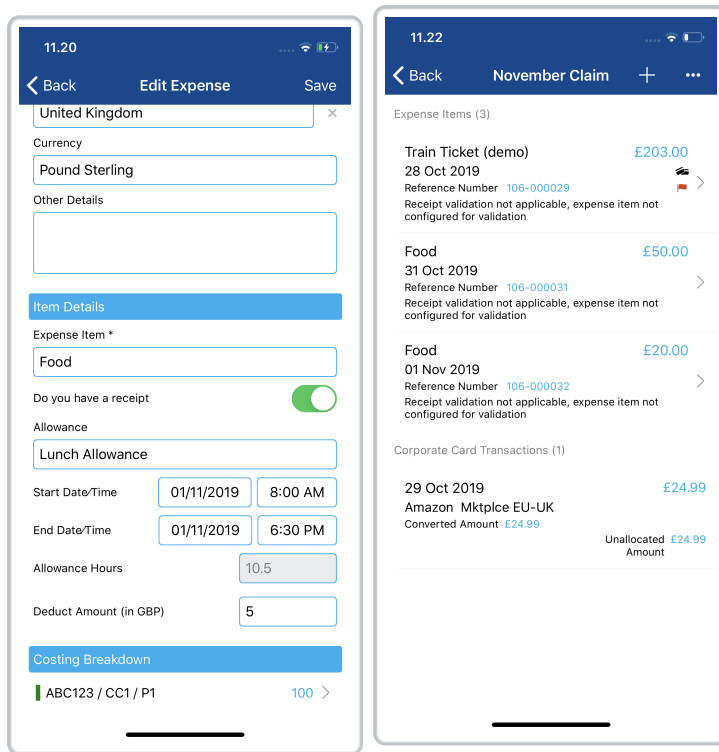 11.20
Back Edit Expense Save
United Kingdom ×
Currency
Pound Sterling
Other Details
Item Details
Expense Item *
Food
Do you have a receipt
Allowance
Lunch Allowance
Start Date/Time 01/11/2019 8:00 AM
End Date/Time 01/11/2019 6:30 PM
Allowance Hours 10.5
Deduct Amount (in GBP) 5
Costing Breakdown
ABC123 / CC1 / P1 100
11.22
Back November Claim + ...
Expense Items (3)
Train Ticket (demo) £203.00
28 Oct 2019
Reference Number 106-000029
Receipt validation not applicable, expense item not
configured for validation
Food £50.00
31 Oct 2019
Reference Number 106-000031
Receipt validation not applicable, expense item not
configured for validation
Food £20.00
01 Nov 2019
Reference Number 106-000032
Receipt validation not applicable, expense item not
configured for validation
Corporate Card Transactions (1)
29 Oct 2019 £24.99
Amazon Mktplce EU-UK
Converted Amount £24.99
Unallocated £24.99
Amount